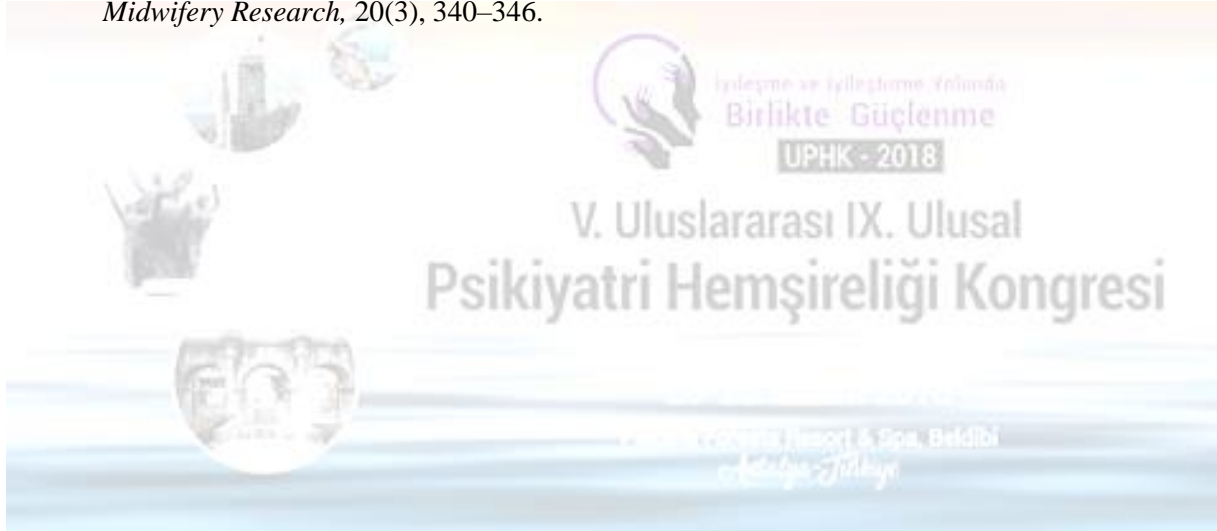 Midwifery Research, 20(3), 340–346.
İyileşme ve İyileştirme Yolunda
Birlikte Güçlenme
UPHK - 2018
V. Uluslararası IX. Ulusal
Psikiyatri Hemşireliği Kongresi
Resort & Spa, Beldibi
Antalya-Türkiye